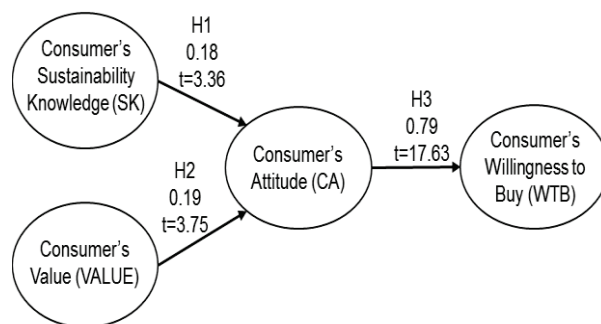 Consumer's
Sustainability
Knowledge (SK)
H1
0.18
t=3.36
Consumer's
Value (VALUE)
H2
0.19
t=3.75
Consumer's
Attitude (CA)
H3
0.79
t=17.63
Consumer's
Willingness to
Buy (WTB)